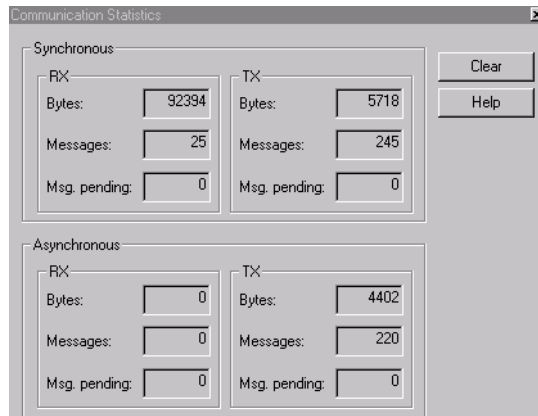 Communication Statistics
Synchronous
RX
Bytes: 92394
Messages: 25
Msg. pending: 0
TX
Bytes: 5718
Messages: 245
Msg. pending: 0
Clear
Help
Asynchronous
RX
Bytes: 0
Messages: 0
Msg. pending: 0
TX
Bytes: 4402
Messages: 220
Msg. pending: 0